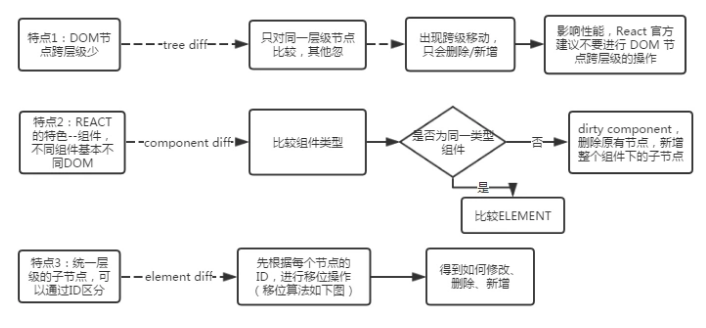 特点1：DOM节
点跨层级少
tree diff
只对同一层级节点
比较，其他忽
出现跨级移动，
只会删除/新增
影响性能，React 官方
建议不要进行 DOM 节
点跨层级的操作
特点2：REACT
的特色--组件，
不同组件基本不
同DOM
component diff
比较组件类型
是否为同一类型
组件
否
dirty component，
删除原有节点，新增
整个组件下的子节点
是
比较ELEMENT
特点3：统一层
级的子节点，可
以通过ID区分
element diff
先根据每个节点的
ID，进行移位操作
（移位算法如下图）
得到如何修改、
删除、新增